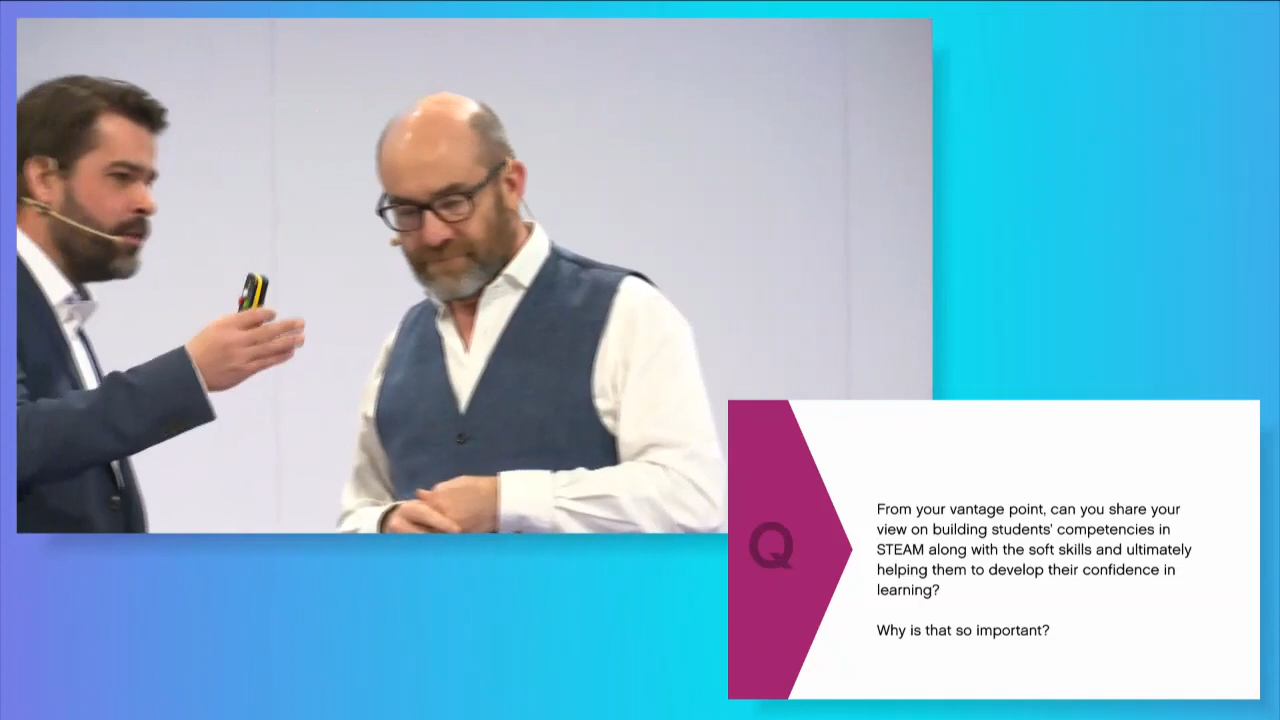 Q
From your vantage point, can you share your
view on building students' competencies in
STEAM along with the soft skills and ultimately
helping them to develop their confidence in
learning?
Why is that so important?